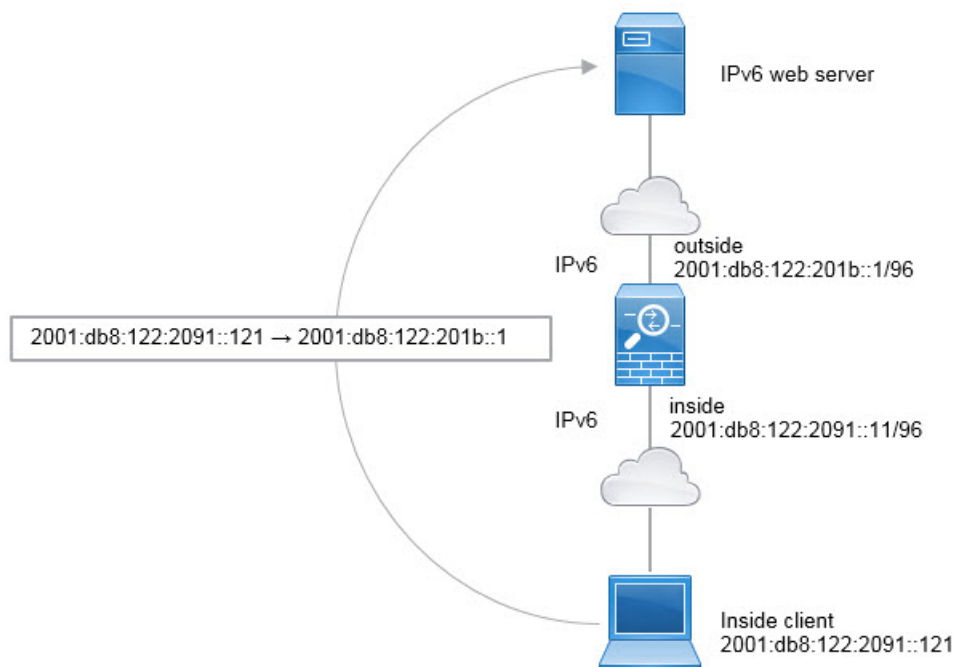 IPv6 web server
outside
IPv6
2001:db8:122:201b::1/96
2001:db8:122:2091::121 → 2001:db8:122:201b::1
inside
IPv6
2001:db8:122:2091::11/96
Inside client
2001:db8:122:2091::121